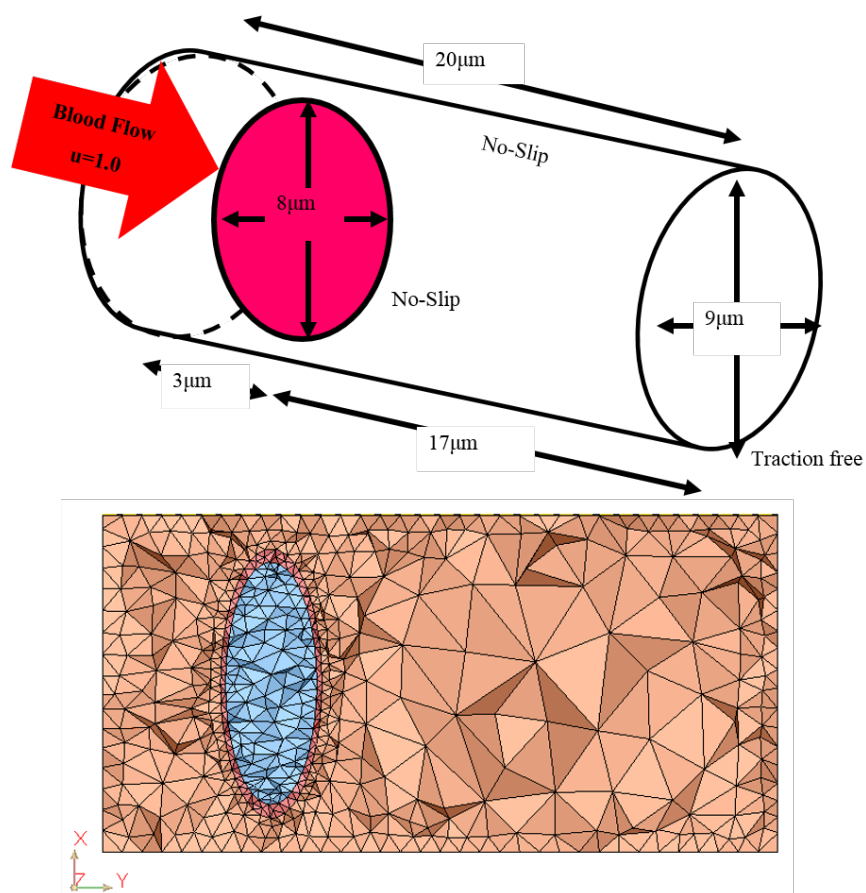 20μm
Blood Flow
u=1.0
No-Slip
8μm
No-Slip
9μm
3μm
17μm
Traction free
X
Z
Y